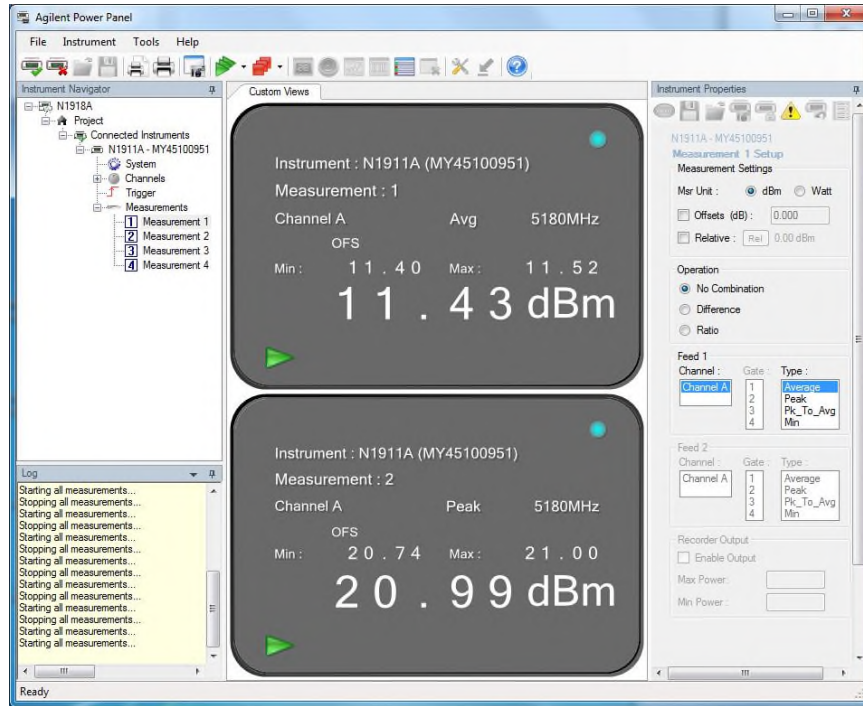 Agilent Power Panel
File Instrument Tools Help
Instrument Navigator
N1918A
Project
Connected Instruments
N1911A - MY45100951
System
Channels
Trigger
Measurements
1 Measurement 1
2 Measurement 2
3 Measurement 3
4 Measurement 4
Log
Starting all measurements...
Stopping all measurements...
Starting all measurements...
Stopping all measurements...
Starting all measurements...
Stopping all measurements...
Starting all measurements...
Stopping all measurements...
Starting all measurements...
Stopping all measurements...
Starting all measurements...
Stopping all measurements...
Starting all measurements...
Starting all measurements...
Custom Views
Instrument : N1911A (MY45100951)
Measurement : 1
Channel A Avg 5180MHz
OFS
Min : 11.40 Max : 11.52
11.43 dBm
Instrument : N1911A (MY45100951)
Measurement : 2
Channel A Peak 5180MHz
OFS
Min : 20.74 Max : 21.00
20.99 dBm
Instrument Properties
N1911A - MY45100951
Measurement 1 Setup
Measurement Settings
Msr Unit : dBm Watt
Offsets (dB) : 0.000
Relative : Rel 0.00 dBm
Operation
No Combination
Difference
Ratio
Feed 1
Channel : Gate : Type :
Channel A 1 Average
2 Peak
3 Pk_To_Avg
4 Min
Feed 2
Channel : Gate : Type :
Channel A 1 Average
2 Peak
3 Pk_To_Avg
4 Min
Recorder Output
Enable Output
Max Power:
Min Power:
Ready